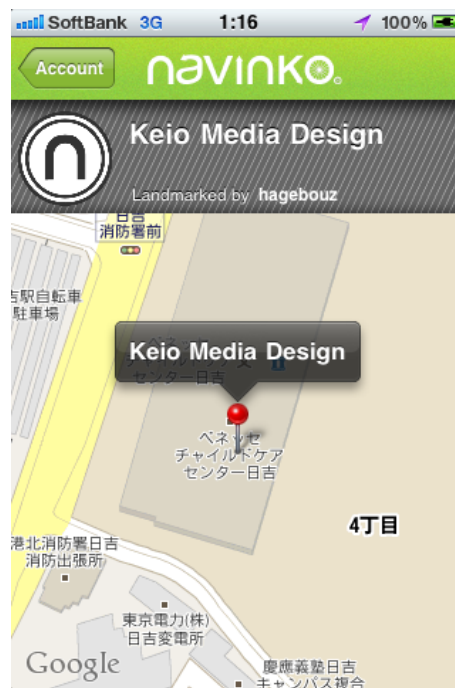 SoftBank 3G 1:16 100%
Account
navinko
Keio Media Design
Landmarked by hagebouz
日吉
消防署前
吉駅自転車
駐車場
Keio Media Design
センター日吉
ベネッセ
チャイルドケア
センター日吉
4丁目
港北消防署日吉
消防出張所
東京電力(株)
日吉変電所
Google
慶應義塾日吉
キャンパス複合